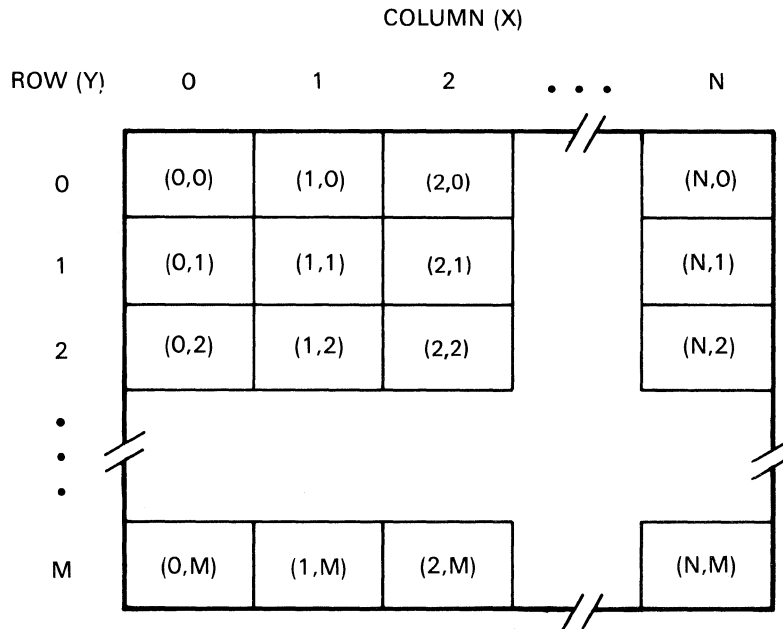 COLUMN (X)
ROW (Y) 0 1 2 • • • N
0 (0,0) (1,0) (2,0) (N,0)
1 (0,1) (1,1) (2,1) (N,1)
2 (0,2) (1,2) (2,2) (N,2)
•
•
•
M (0,M) (1,M) (2,M) (N,M)